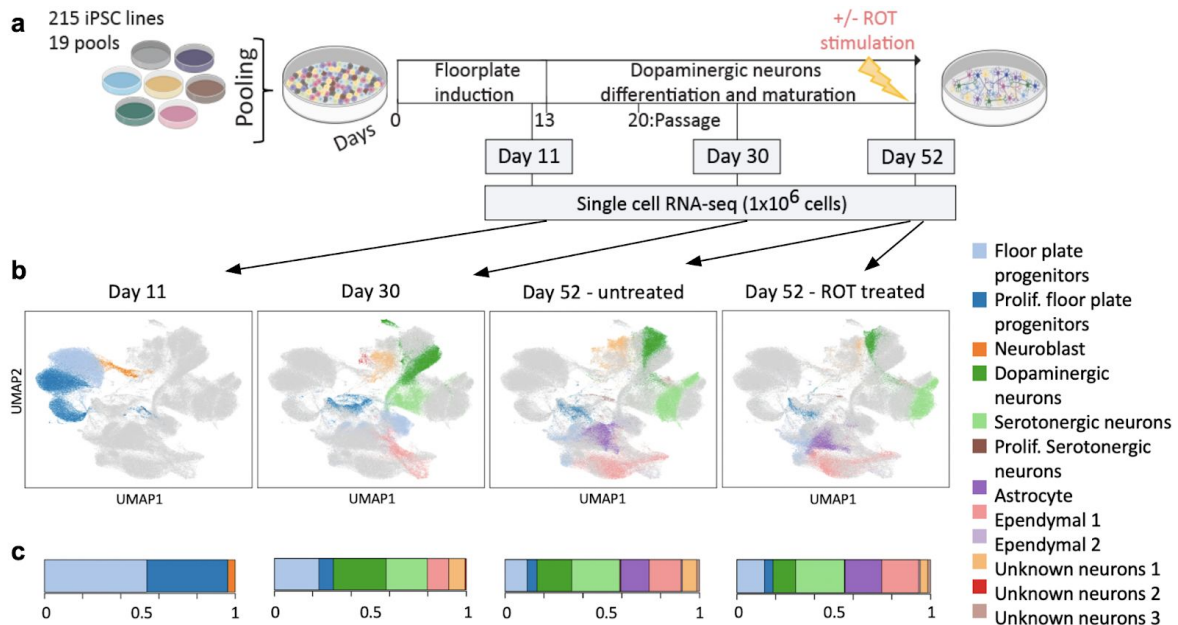 a
215 iPSC lines
19 pools
Pooling
+/- ROT
stimulation
Floorplate
induction
Dopaminergic neurons
differentiation and maturation
Days
0
13
20:Passage
Day 11
Day 30
Day 52
Single cell RNA-seq (1x10⁶ cells)
b
Day 11
Day 30
Day 52 - untreated
Day 52 - ROT treated
UMAP2
UMAP1
UMAP1
UMAP1
UMAP1
Floor plate
progenitors
Prolif. floor plate
progenitors
Neuroblast
Dopaminergic
neurons
Serotonergic neurons
Prolif. Serotonergic
neurons
Astrocyte
Ependymal 1
Ependymal 2
Unknown neurons 1
Unknown neurons 2
Unknown neurons 3
c
0 0.5 1
0 0.5 1
0 0.5 1
0 0.5 1